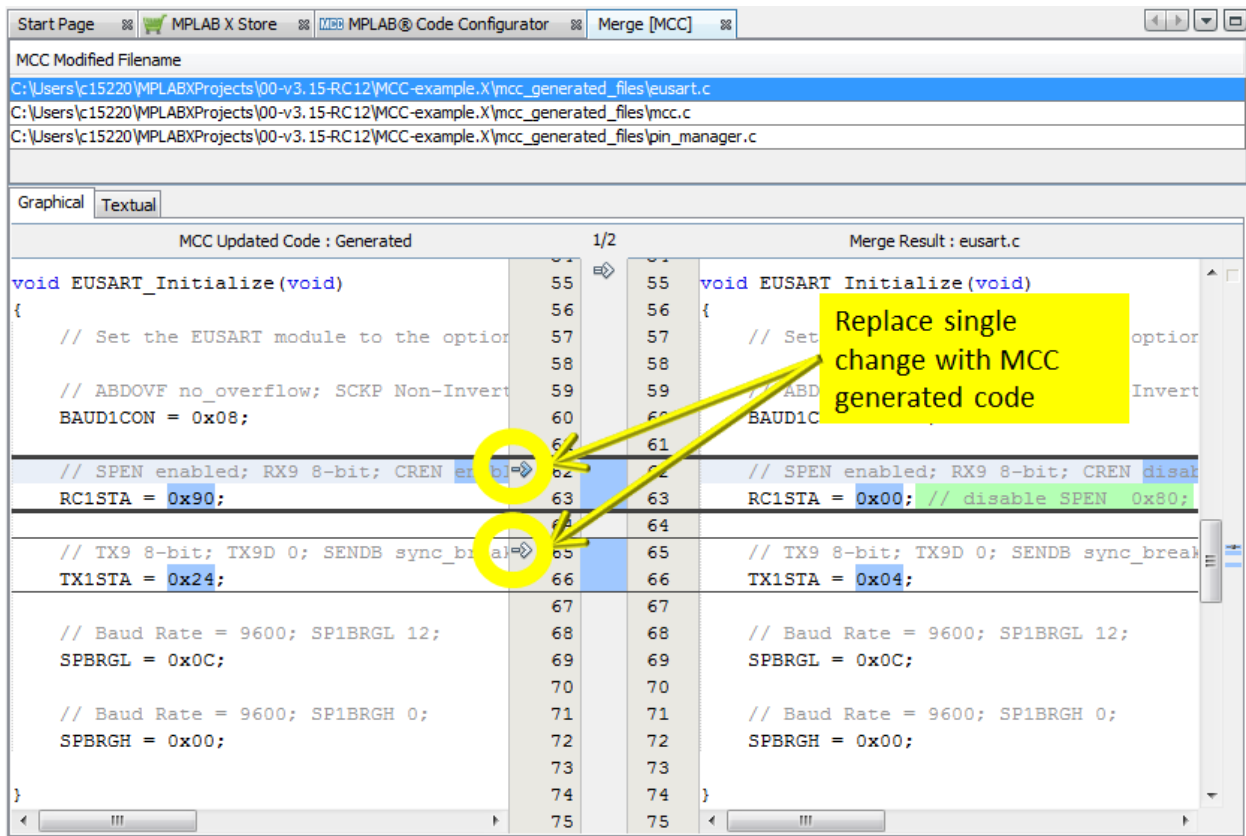 Start Page MPLAB X Store MCC MPLAB® Code Configurator Merge [MCC]
MCC Modified Filename
C:\Users\c15220\MPLABXProjects\00-v3.15-RC12\MCC-example.X\mcc_generated_files\eusart.c
C:\Users\c15220\MPLABXProjects\00-v3.15-RC12\MCC-example.X\mcc_generated_files\mcc.c
C:\Users\c15220\MPLABXProjects\00-v3.15-RC12\MCC-example.X\mcc_generated_files\pin_manager.c
Graphical Textual
MCC Updated Code : Generated 1/2 Merge Result : eusart.c
void EUSART_Initialize(void) 55 55 void EUSART Initialize(void)
{ 56 56 {
// Set the EUSART module to the option 57 57 // Set option
58 58
// ABDOVF no_overflow; SCKP Non-Invert 59 59 // ABD Invert
BAUD1CON = 0x08; 60 BAUD1C
61 61
// SPEN enabled; RX9 8-bit; CREN enabl 62 62 // SPEN enabled; RX9 8-bit; CREN disab
RC1STA = 0x90; 63 63 RC1STA = 0x00; // disable SPEN 0x80;
64 64
// TX9 8-bit; TX9D 0; SENDB sync_break 65 65 // TX9 8-bit; TX9D 0; SENDB sync_break
TX1STA = 0x24; 66 66 TX1STA = 0x04;
67 67
// Baud Rate = 9600; SP1BRGL 12; 68 68 // Baud Rate = 9600; SP1BRGL 12;
SPBRGL = 0x0C; 69 69 SPBRGL = 0x0C;
70 70
// Baud Rate = 9600; SP1BRGH 0; 71 71 // Baud Rate = 9600; SP1BRGH 0;
SPBRGH = 0x00; 72 72 SPBRGH = 0x00;
73 73
} 74 74 }
75 75
Replace single
change with MCC
generated code